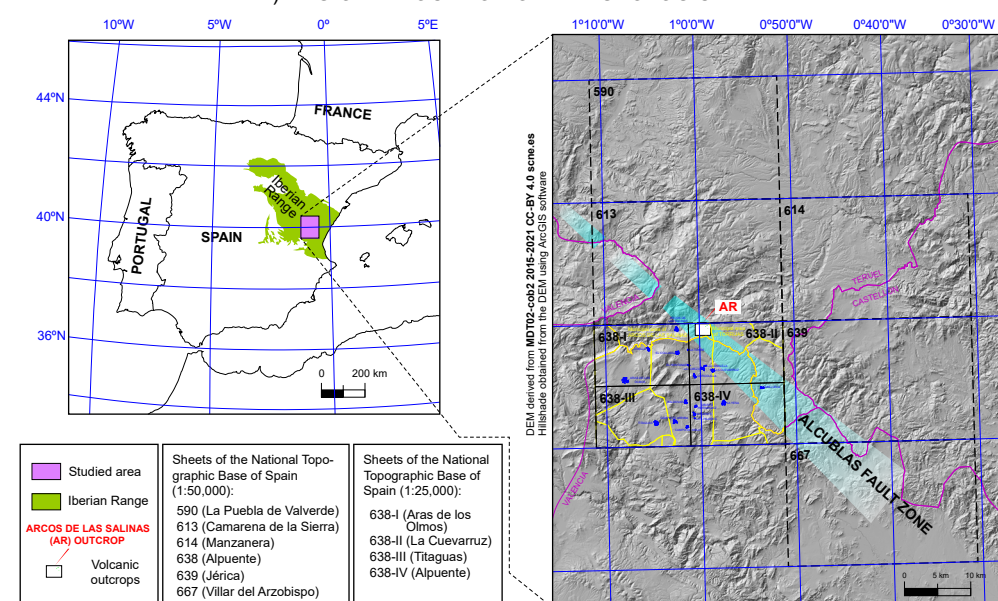 10ºW
5ºW
0º
5ºE
44ºN
40ºN
36ºN
FRANCE
Iberian
Range
PORTUGAL
SPAIN
0 200 km
DEM derived from MDT02-cob2 2015-2021 CC-BY 4.0 scne.es
Hillshade obtained from the DEM using ArcGIS software
1º10'0"W
1º0'0"W
0º50'0"W
0º40'0"W
0º30'0"W
590
613
614
TERUEL
CASTELLÓN
VALENCIA
AR
638-I
638-II
639
638-III
638-IV
667
VALENCIA
ALCUBLAS FAULT ZONE
0 5 km 10 km
Studied area
Iberian Range
ARCOS DE LAS SALINAS
(AR) OUTCROP
Volcanic
outcrops
Sheets of the National Topo-
graphic Base of Spain
(1:50,000):
590 (La Puebla de Valverde)
613 (Camarena de la Sierra)
614 (Manzanera)
638 (Alpuente)
639 (Jérica)
667 (Villar del Arzobispo)
Sheets of the National
Topographic Base of
Spain (1:25,000):
638-I (Aras de los
Olmos)
638-II (La Cuevarruz)
638-III (Titaguas)
638-IV (Alpuente)